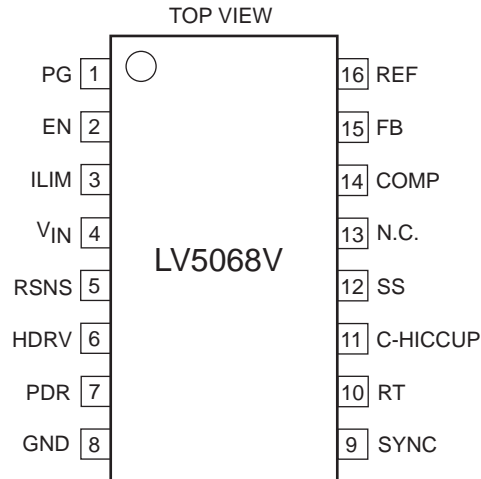 TOP VIEW
PG 1
EN 2
ILIM 3
VIN 4
RSNS 5
HDRV 6
PDR 7
GND 8
LV5068V
16 REF
15 FB
14 COMP
13 N.C.
12 SS
11 C-HICCUP
10 RT
9 SYNC